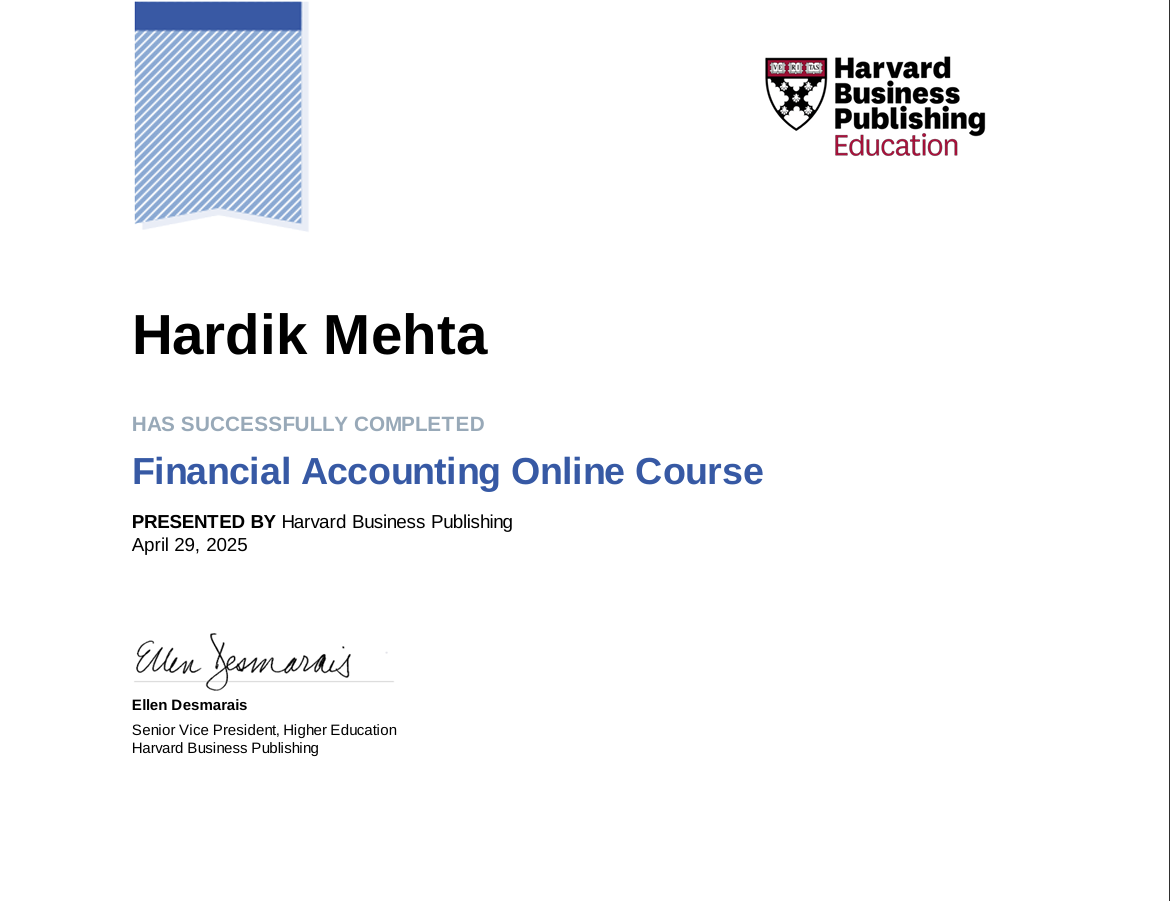 VE RI TAS
Harvard
Business
Publishing
Education
Hardik Mehta
HAS SUCCESSFULLY COMPLETED
Financial Accounting Online Course
PRESENTED BY Harvard Business Publishing
April 29, 2025
Ellen Desmarais
Ellen Desmarais
Senior Vice President, Higher Education
Harvard Business Publishing